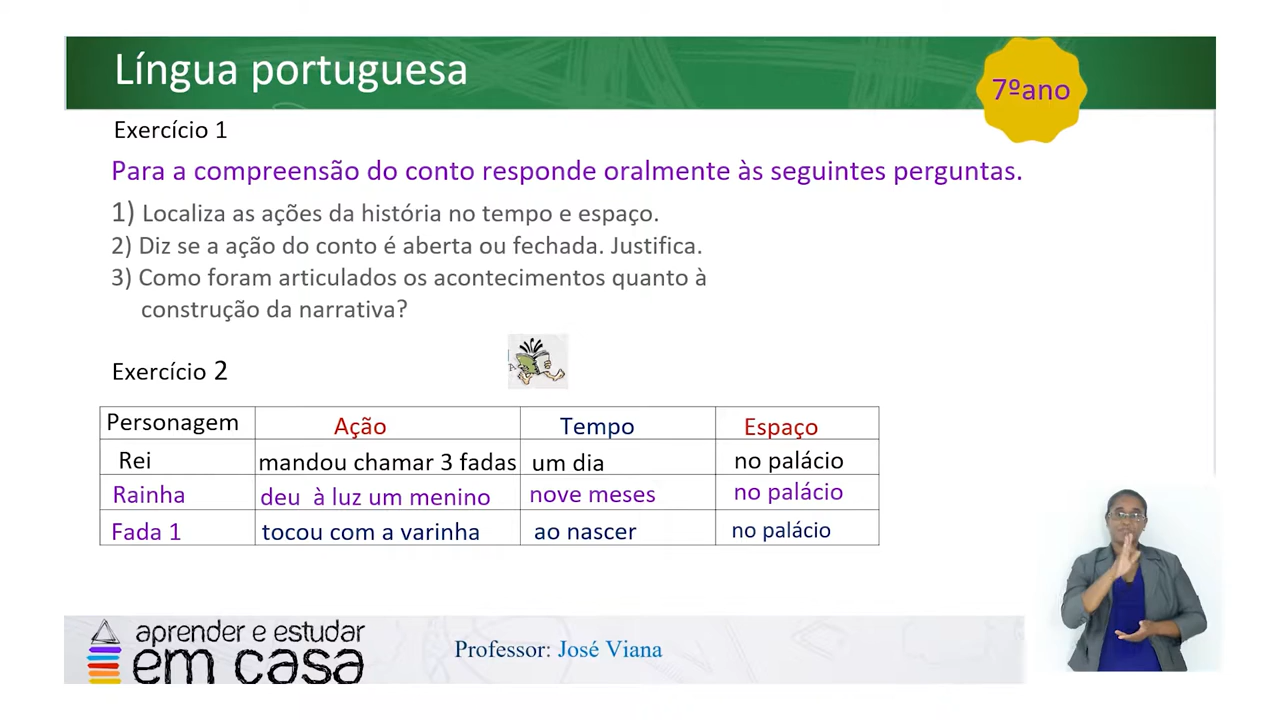 Língua portuguesa
7ºano
Exercício 1
Para a compreensão do conto responde oralmente às seguintes perguntas.
1) Localiza as ações da história no tempo e espaço.
2) Diz se a ação do conto é aberta ou fechada. Justifica.
3) Como foram articulados os acontecimentos quanto à
construção da narrativa?
Exercício 2
Personagem Ação Tempo Espaço
Rei mandou chamar 3 fadas um dia no palácio
Rainha deu à luz um menino nove meses no palácio
Fada 1 tocou com a varinha ao nascer no palácio
aprender e estudar
em casa
Professor: José Viana